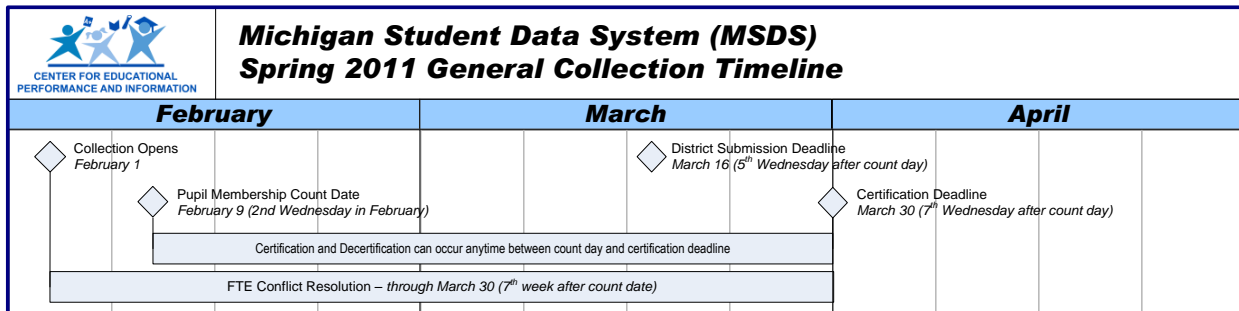 Michigan Student Data System (MSDS)
Spring 2011 General Collection Timeline
CENTER FOR EDUCATIONAL
PERFORMANCE AND INFORMATION
February
March
April
Collection Opens
February 1
District Submission Deadline
March 16 (5th Wednesday after count day)
Pupil Membership Count Date
February 9 (2nd Wednesday in February)
Certification Deadline
March 30 (7th Wednesday after count day)
Certification and Decertification can occur anytime between count day and certification deadline
FTE Conflict Resolution – through March 30 (7th week after count date)